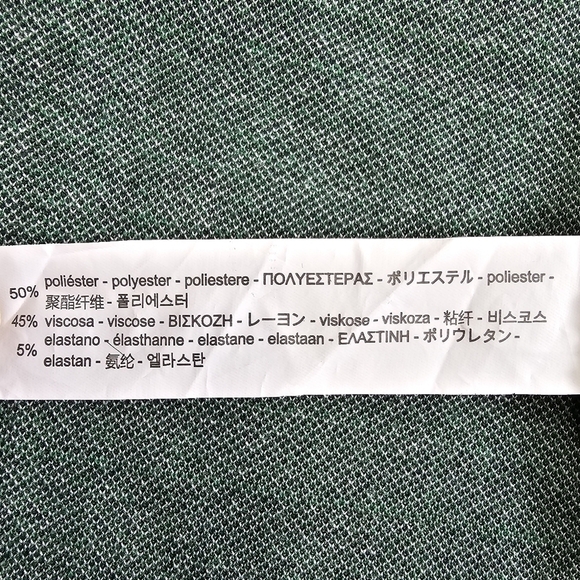 50% poliéster - polyester - poliestere - ΠΟΛΥΕΣΤΕΡΑΣ - ポリエステル - poliester -
聚酯纤维 - 폴리에스터
45% viscosa - viscose - ΒΙΣΚΟΖΗ - レーヨン - viskose - viskoza - 粘纤 - 비스코스
5% elastano - élasthanne - elastane - elastaan - ΕΛΑΣΤΙΝΗ - ポリウレタン -
elastan - 氨纶 - 엘라스탄